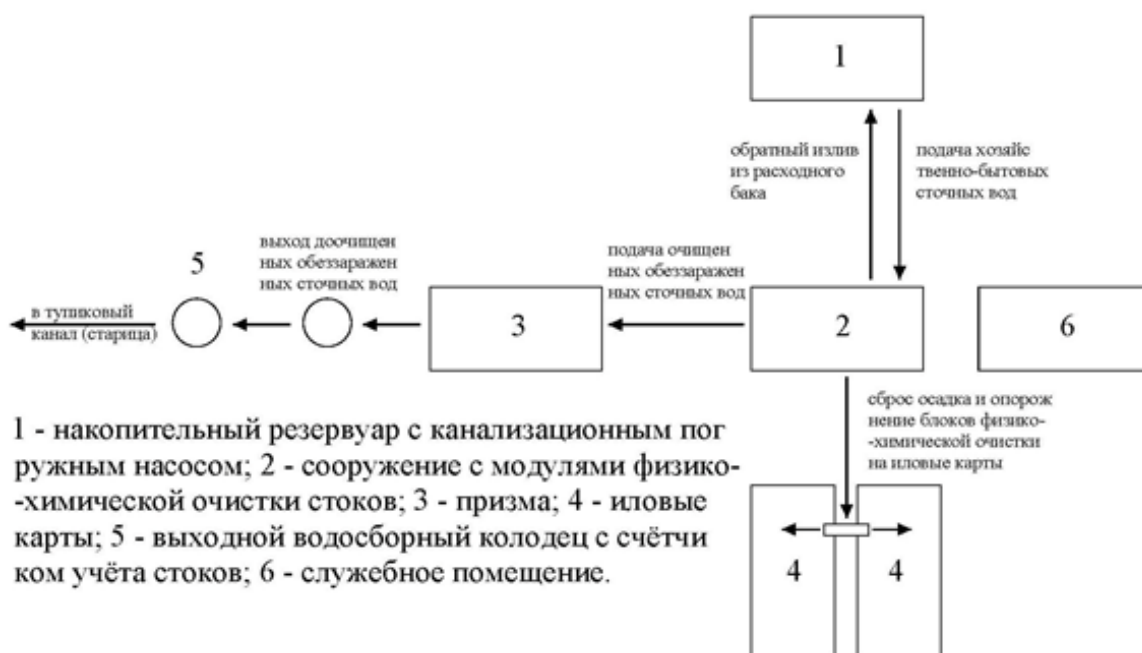 1
обратный излив
из расходного
бака
подача хозяйс
твенно-бытовых
сточных вод
5
выход доочищен
ных обеззаражен
ных сточных вод
подача очищен
ных обеззаражен
ных сточных вод
в тупиковый
канал (старица)
3
2
6
сброс осадка и опорож
нение блоков физико-
-химической очистки
на иловые карты
1 - накопительный резервуар с канализационным пог
ружным насосом; 2 - сооружение с модулями физико-
-химической очистки стоков; 3 - призма; 4 - иловые
карты; 5 - выходной водосборный колодец с счётчи
ком учёта стоков; 6 - служебное помещение.
4
4